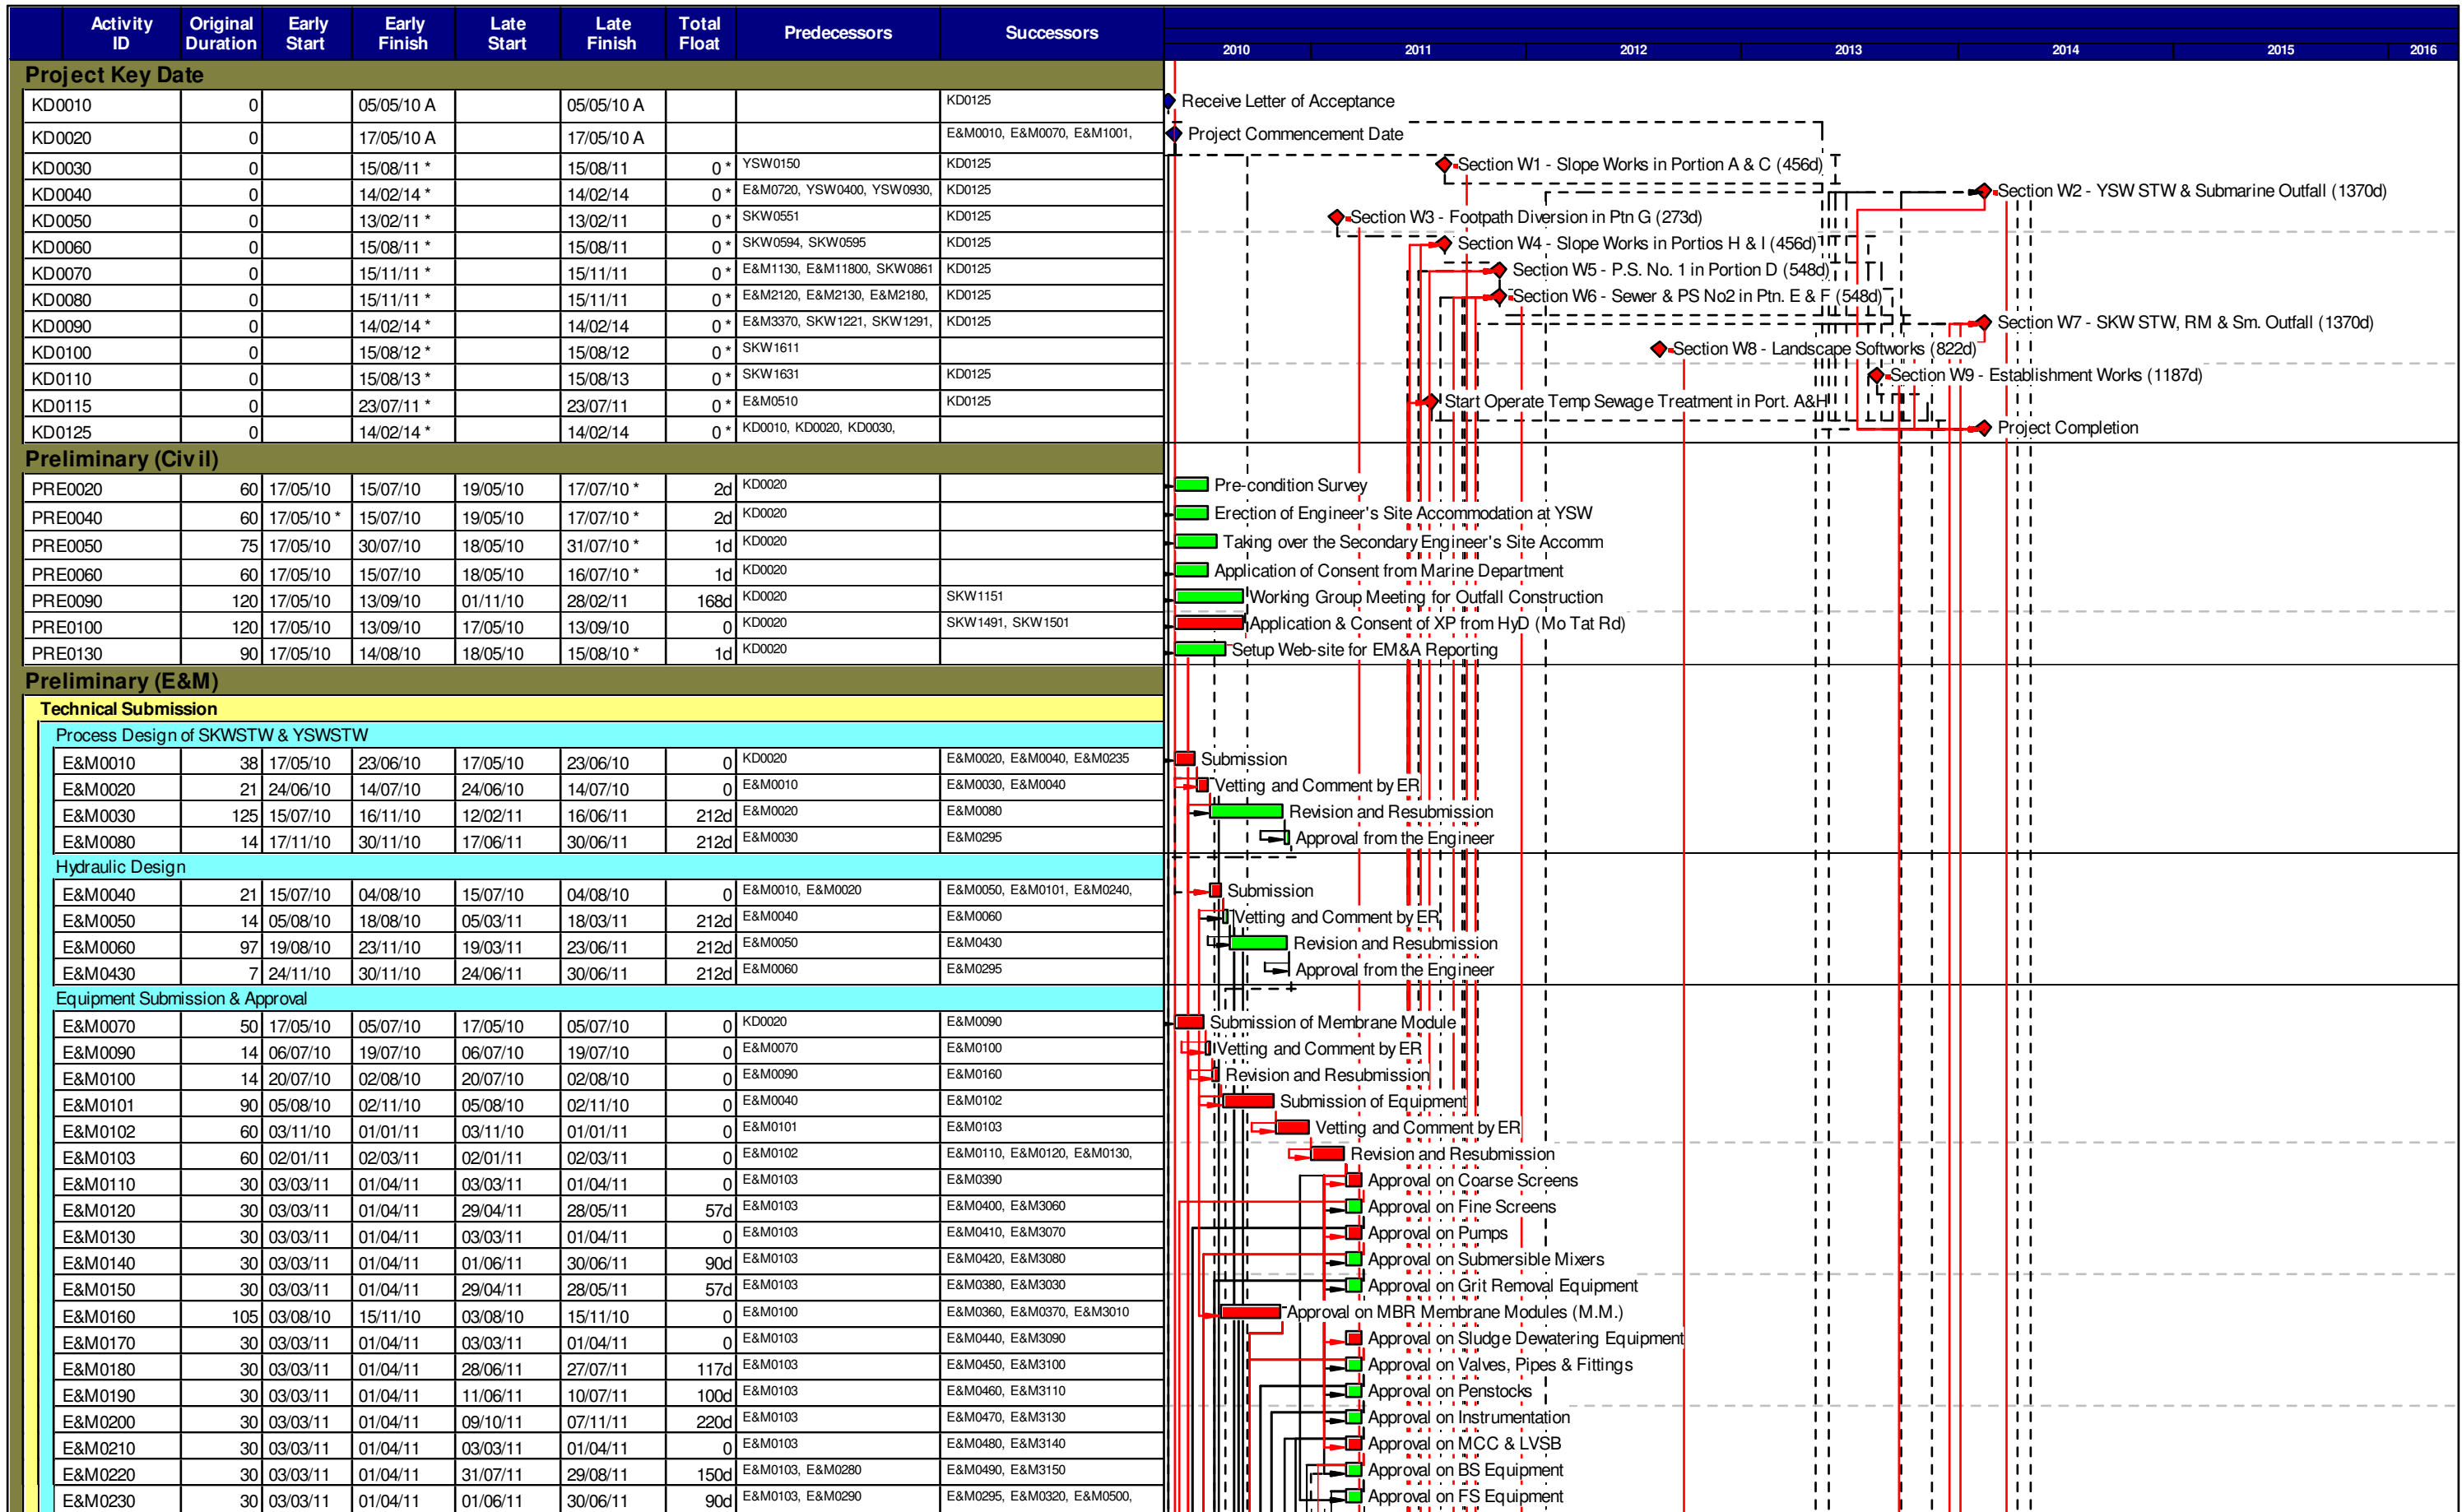 Activity ID Original Duration Early Start Early Finish Late Start Late Finish Total Float Predecessors Successors
2010 2011 2012 2013 2014 2015 2016
Project Key Date
KD0010 0 05/05/10 A 05/05/10 A KD0125 Receive Letter of Acceptance
KD0020 0 17/05/10 A 17/05/10 A E&M0010, E&M0070, E&M1001, Project Commencement Date
KD0030 0 15/08/11 * 15/08/11 0 * YSW0150 KD0125 Section W1 - Slope Works in Portion A & C (456d)
KD0040 0 14/02/14 * 14/02/14 0 * E&M0720, YSW0400, YSW0930, KD0125 Section W2 - YSW STW & Submarine Outfall (1370d)
KD0050 0 13/02/11 * 13/02/11 0 * SKW0551 KD0125 Section W3 - Footpath Diversion in Ptn G (273d)
KD0060 0 15/08/11 * 15/08/11 0 * SKW0594, SKW0595 KD0125 Section W4 - Slope Works in Portios H & I (456d)
KD0070 0 15/11/11 * 15/11/11 0 * E&M1130, E&M11800, SKW0861 KD0125 Section W5 - P.S. No. 1 in Portion D (548d)
KD0080 0 15/11/11 * 15/11/11 0 * E&M2120, E&M2130, E&M2180, KD0125 Section W6 - Sewer & PS No2 in Ptn. E & F (548d)
KD0090 0 14/02/14 * 14/02/14 0 * E&M3370, SKW1221, SKW1291, KD0125 Section W7 - SKW STW, RM & Sm. Outfall (1370d)
KD0100 0 15/08/12 * 15/08/12 0 * SKW1611 Section W8 - Landscape Softworks (822d)
KD0110 0 15/08/13 * 15/08/13 0 * SKW1631 KD0125 Section W9 - Establishment Works (1187d)
KD0115 0 23/07/11 * 23/07/11 0 * E&M0510 KD0125 Start Operate Temp Sewage Treatment in Port. A&H
KD0125 0 14/02/14 * 14/02/14 0 * KD0010, KD0020, KD0030, Project Completion
Preliminary (Civil)
PRE0020 60 17/05/10 15/07/10 19/05/10 17/07/10 * 2d KD0020 Pre-condition Survey
PRE0040 60 17/05/10 * 15/07/10 19/05/10 17/07/10 * 2d KD0020 Erection of Engineer's Site Accommodation at YSW
PRE0050 75 17/05/10 30/07/10 18/05/10 31/07/10 * 1d KD0020 Taking over the Secondary Engineer's Site Accomm
PRE0060 60 17/05/10 15/07/10 18/05/10 16/07/10 * 1d KD0020 Application of Consent from Marine Department
PRE0090 120 17/05/10 13/09/10 01/11/10 28/02/11 168d KD0020 SKW1151 Working Group Meeting for Outfall Construction
PRE0100 120 17/05/10 13/09/10 17/05/10 13/09/10 0 KD0020 SKW1491, SKW1501 Application & Consent of XP from HyD (Mo Tat Rd)
PRE0130 90 17/05/10 14/08/10 18/05/10 15/08/10 * 1d KD0020 Setup Web-site for EM&A Reporting
Preliminary (E&M)
Technical Submission
Process Design of SKWSTW & YSWSTW
E&M0010 38 17/05/10 23/06/10 17/05/10 23/06/10 0 KD0020 E&M0020, E&M0040, E&M0235 Submission
E&M0020 21 24/06/10 14/07/10 24/06/10 14/07/10 0 E&M0010 E&M0030, E&M0040 Vetting and Comment by ER
E&M0030 125 15/07/10 16/11/10 12/02/11 16/06/11 212d E&M0020 E&M0080 Revision and Resubmission
E&M0080 14 17/11/10 30/11/10 17/06/11 30/06/11 212d E&M0030 E&M0295 Approval from the Engineer
Hydraulic Design
E&M0040 21 15/07/10 04/08/10 15/07/10 04/08/10 0 E&M0010, E&M0020 E&M0050, E&M0101, E&M0240, Submission
E&M0050 14 05/08/10 18/08/10 05/03/11 18/03/11 212d E&M0040 E&M0060 Vetting and Comment by ER
E&M0060 97 19/08/10 23/11/10 19/03/11 23/06/11 212d E&M0050 E&M0430 Revision and Resubmission
E&M0430 7 24/11/10 30/11/10 24/06/11 30/06/11 212d E&M0060 E&M0295 Approval from the Engineer
Equipment Submission & Approval
E&M0070 50 17/05/10 05/07/10 17/05/10 05/07/10 0 KD0020 E&M0090 Submission of Membrane Module
E&M0090 14 06/07/10 19/07/10 06/07/10 19/07/10 0 E&M0070 E&M0100 Vetting and Comment by ER
E&M0100 14 20/07/10 02/08/10 20/07/10 02/08/10 0 E&M0090 E&M0160 Revision and Resubmission
E&M0101 90 05/08/10 02/11/10 05/08/10 02/11/10 0 E&M0040 E&M0102 Submission of Equipment
E&M0102 60 03/11/10 01/01/11 03/11/10 01/01/11 0 E&M0101 E&M0103 Vetting and Comment by ER
E&M0103 60 02/01/11 02/03/11 02/01/11 02/03/11 0 E&M0102 E&M0110, E&M0120, E&M0130, Revision and Resubmission
E&M0110 30 03/03/11 01/04/11 03/03/11 01/04/11 0 E&M0103 E&M0390 Approval on Coarse Screens
E&M0120 30 03/03/11 01/04/11 29/04/11 28/05/11 57d E&M0103 E&M0400, E&M3060 Approval on Fine Screens
E&M0130 30 03/03/11 01/04/11 03/03/11 01/04/11 0 E&M0103 E&M0410, E&M3070 Approval on Pumps
E&M0140 30 03/03/11 01/04/11 01/06/11 30/06/11 90d E&M0103 E&M0420, E&M3080 Approval on Submersible Mixers
E&M0150 30 03/03/11 01/04/11 29/04/11 28/05/11 57d E&M0103 E&M0380, E&M3030 Approval on Grit Removal Equipment
E&M0160 105 03/08/10 15/11/10 03/08/10 15/11/10 0 E&M0100 E&M0360, E&M0370, E&M3010 Approval on MBR Membrane Modules (M.M.)
E&M0170 30 03/03/11 01/04/11 03/03/11 01/04/11 0 E&M0103 E&M0440, E&M3090 Approval on Sludge Dewatering Equipment
E&M0180 30 03/03/11 01/04/11 28/06/11 27/07/11 117d E&M0103 E&M0450, E&M3100 Approval on Valves, Pipes & Fittings
E&M0190 30 03/03/11 01/04/11 11/06/11 10/07/11 100d E&M0103 E&M0460, E&M3110 Approval on Penstocks
E&M0200 30 03/03/11 01/04/11 09/10/11 07/11/11 220d E&M0103 E&M0470, E&M3130 Approval on Instrumentation
E&M0210 30 03/03/11 01/04/11 03/03/11 01/04/11 0 E&M0103 E&M0480, E&M3140 Approval on MCC & LVSB
E&M0220 30 03/03/11 01/04/11 31/07/11 29/08/11 150d E&M0103, E&M0280 E&M0490, E&M3150 Approval on BS Equipment
E&M0230 30 03/03/11 01/04/11 01/06/11 30/06/11 90d E&M0103, E&M0290 E&M0295, E&M0320, E&M0500, Approval on FS Equipment